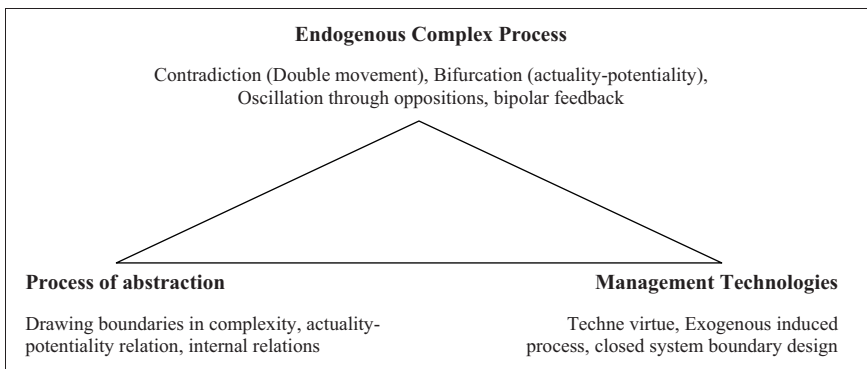 Endogenous Complex Process
Contradiction (Double movement), Bifurcation (actuality-potentiality),
Oscillation through oppositions, bipolar feedback
Process of abstraction
Drawing boundaries in complexity, actuality-
potentiality relation, internal relations
Management Technologies
Techne virtue, Exogenous induced
process, closed system boundary design